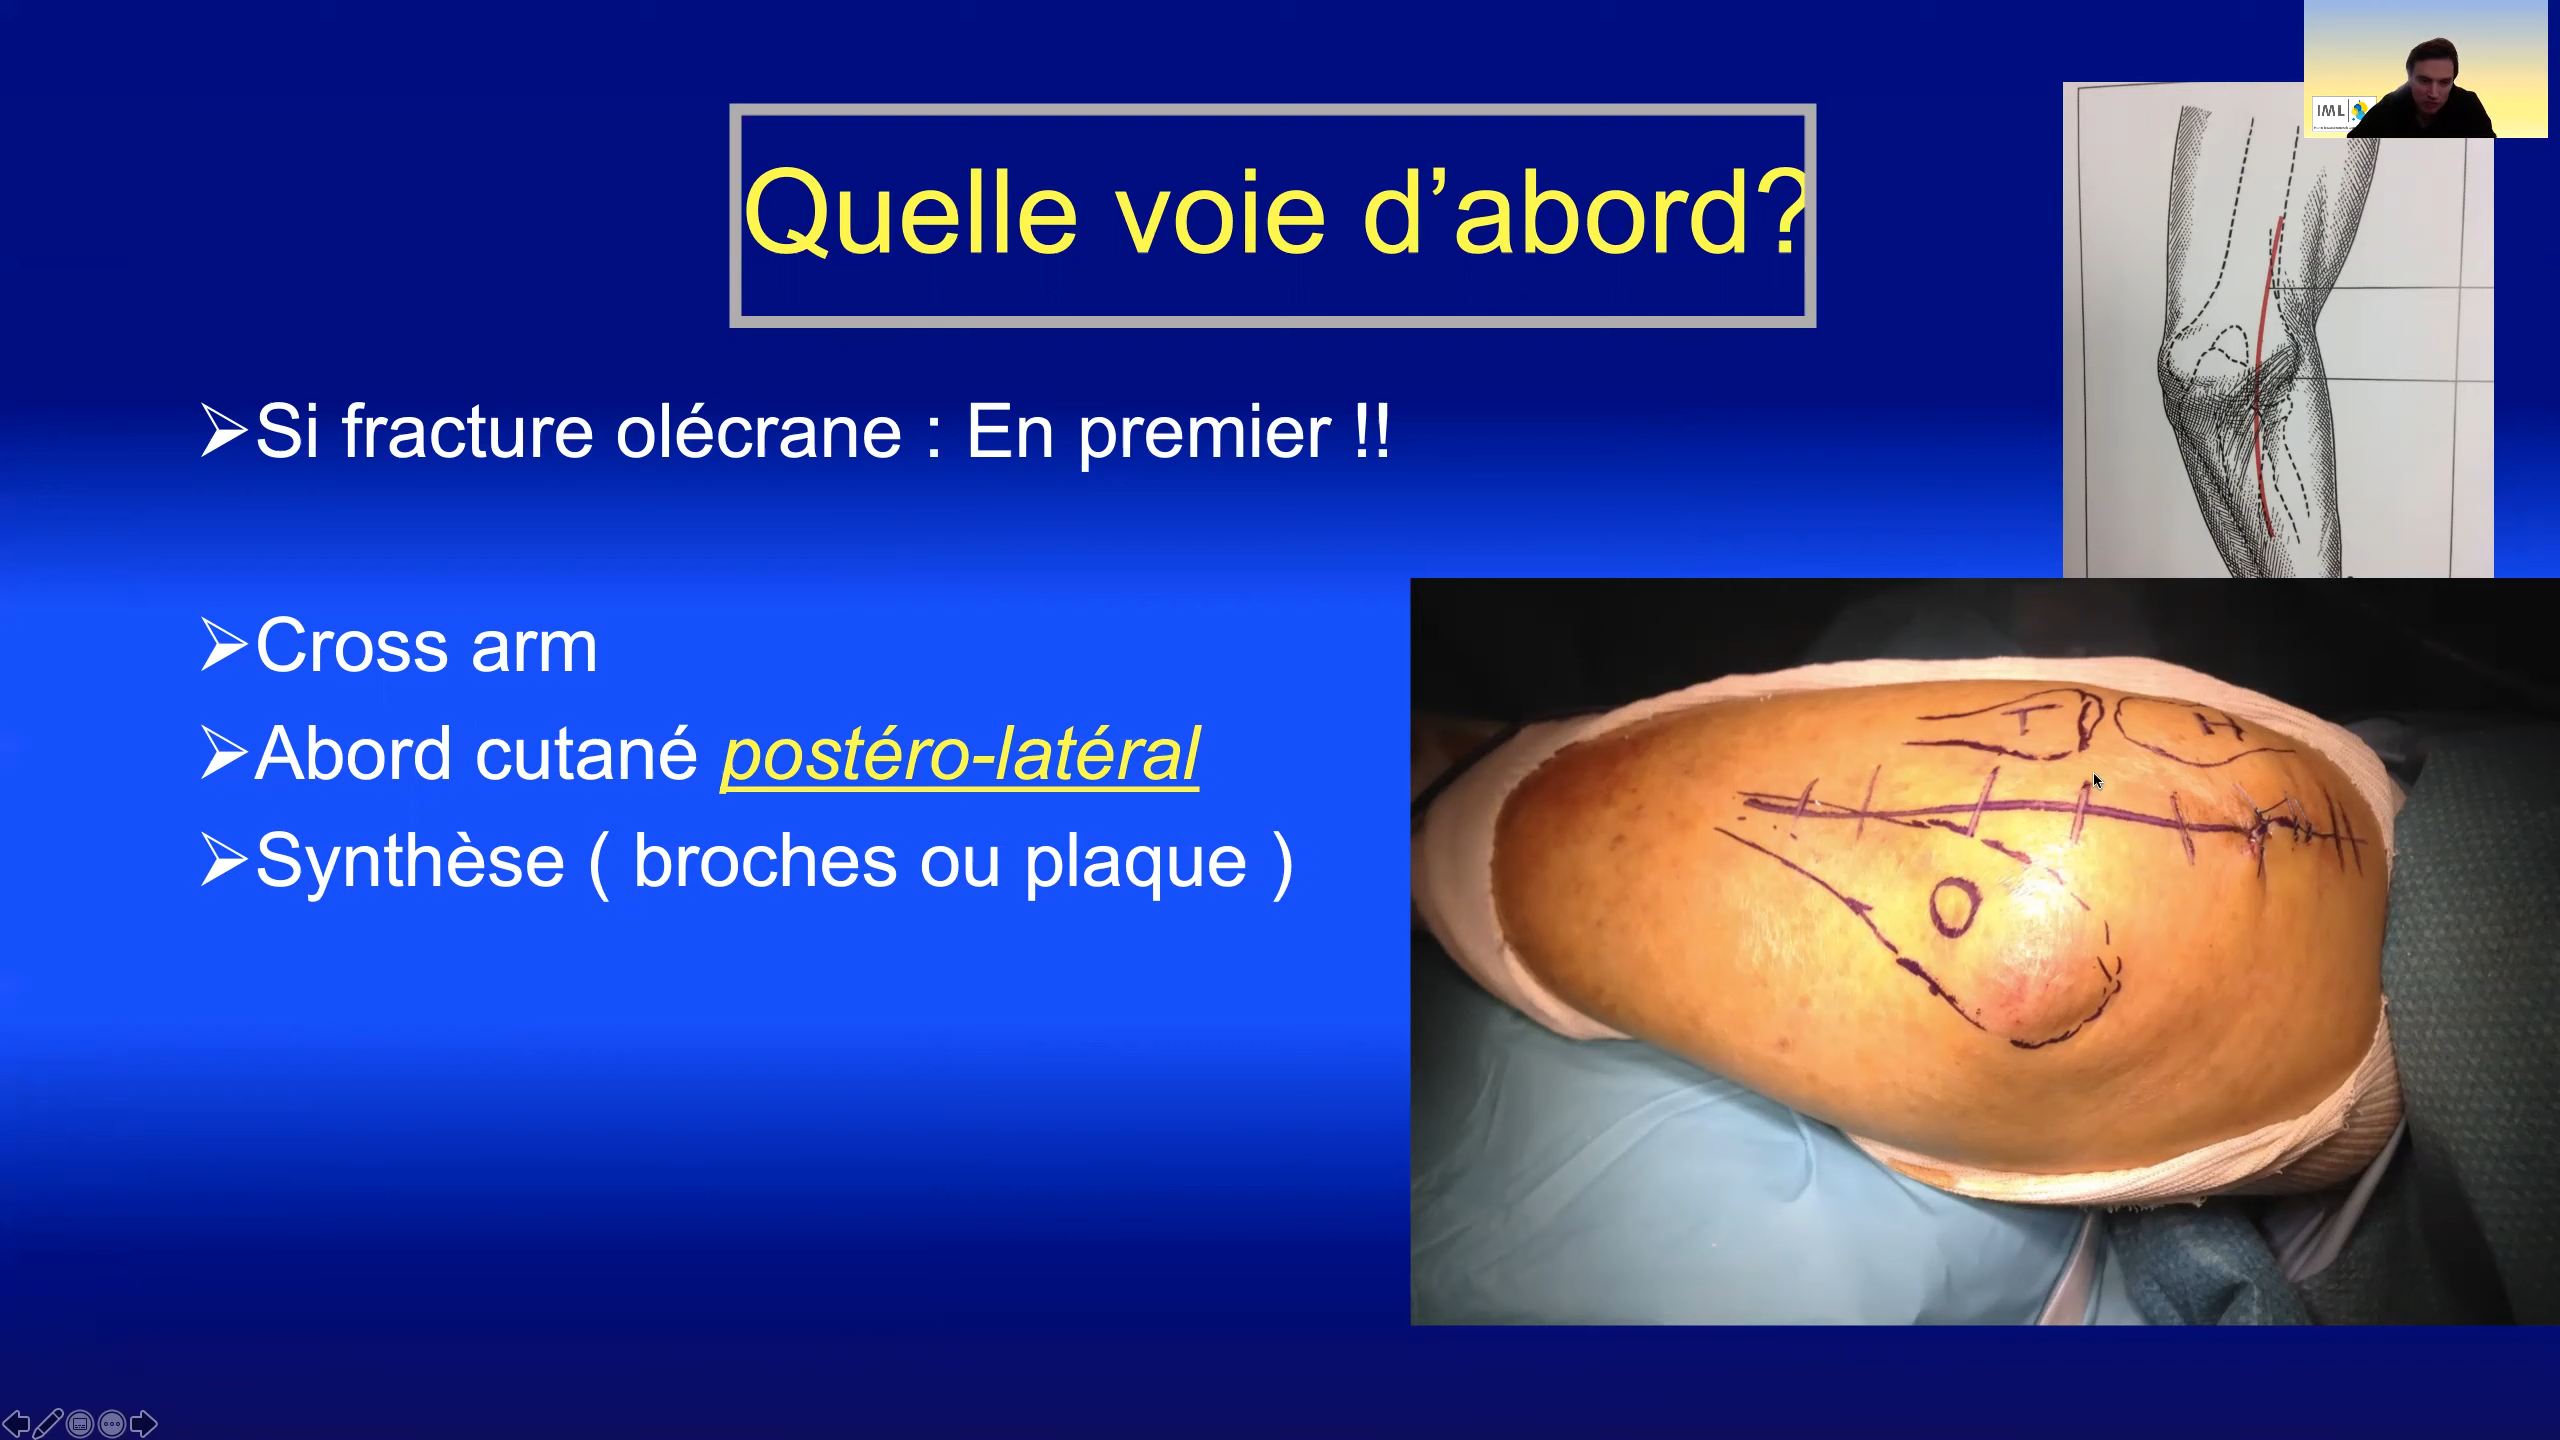 IML
Quelle voie d’abord?
➢Si fracture olécrane : En premier !!
➢Cross arm
➢Abord cutané postéro-latéral
➢Synthèse ( broches ou plaque )
T
H
O